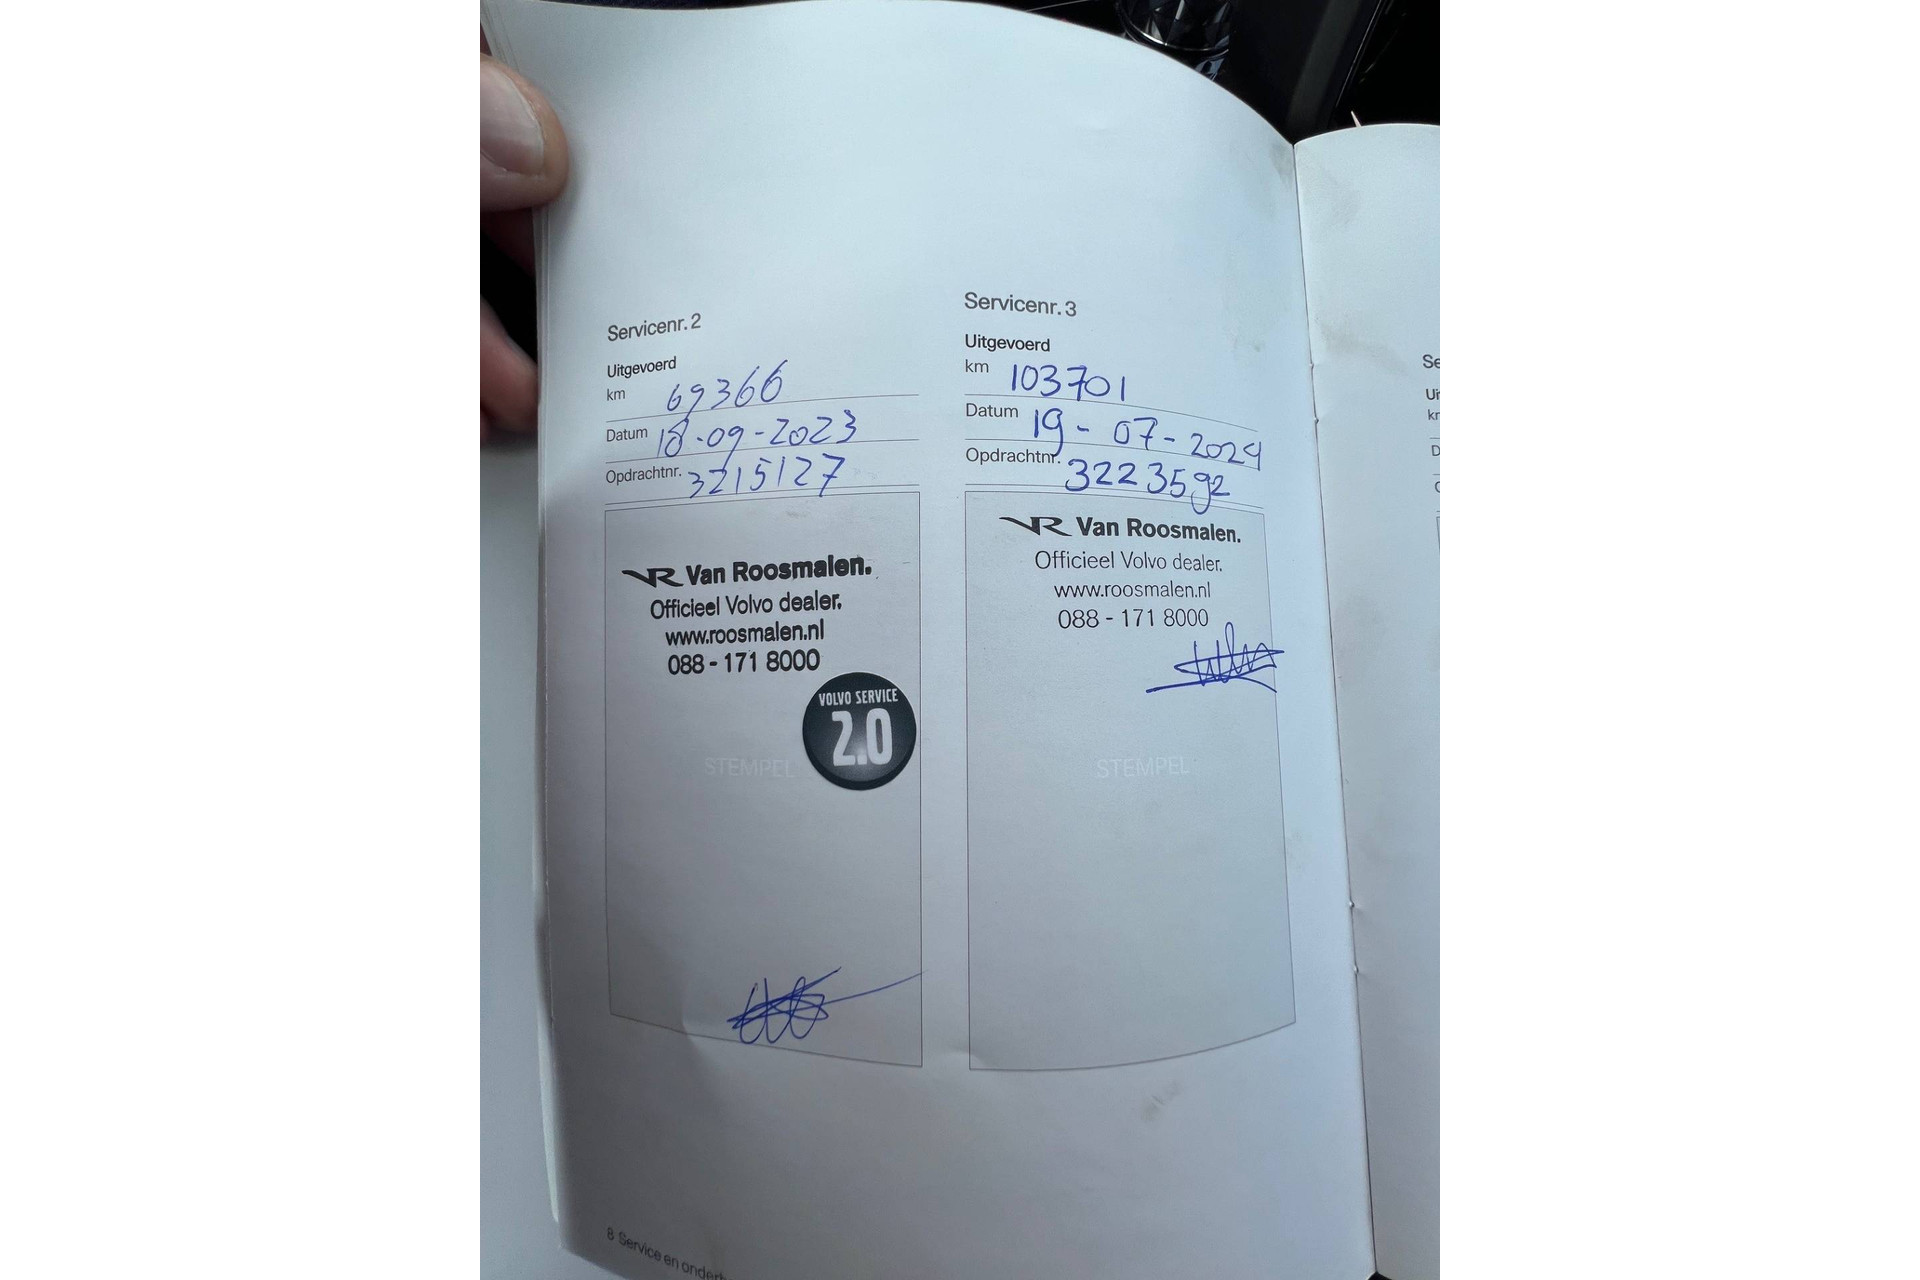 Servicenr. 2
Uitgevoerd
km 69366
Datum 18-09-2023
Opdrachtnr. 3215127
VR Van Roosmalen.
Officieel Volvo dealer.
www.roosmalen.nl
088 - 171 8000
VOLVO SERVICE
2.0
STEMPEL
Servicenr. 3
Uitgevoerd
km 103701
Datum 19-07-2024
Opdrachtnr. 3223592
VR Van Roosmalen.
Officieel Volvo dealer.
www.roosmalen.nl
088 - 171 8000
STEMPEL
8 Service en